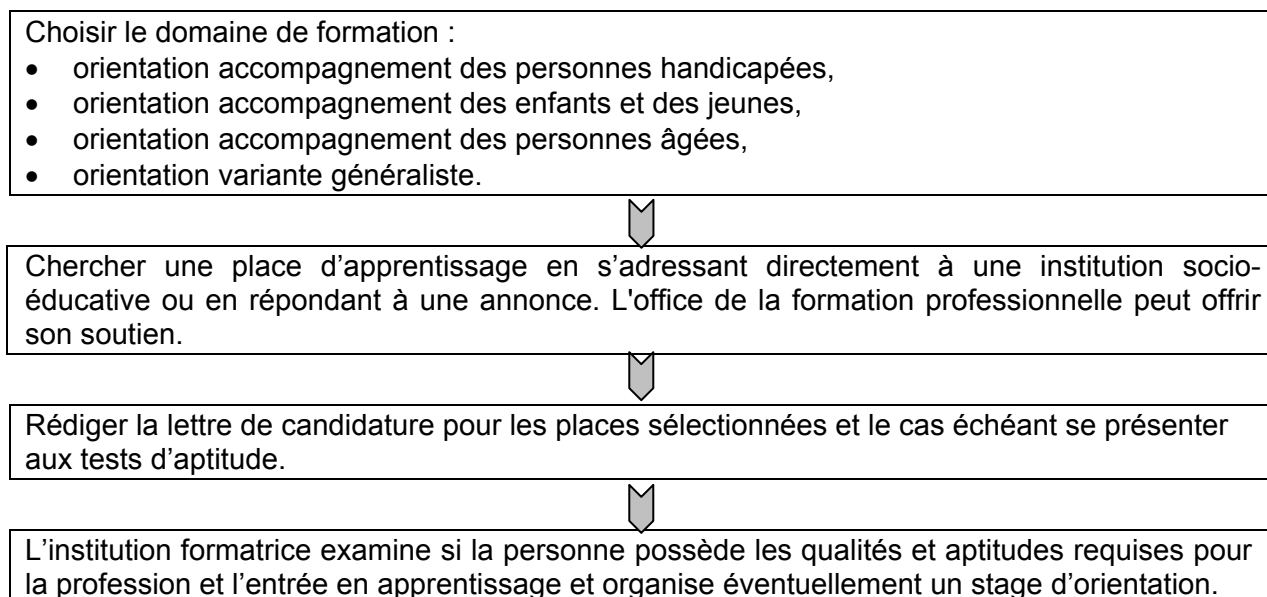 Choisir le domaine de formation :
• orientation accompagnement des personnes handicapées,
• orientation accompagnement des enfants et des jeunes,
• orientation accompagnement des personnes âgées,
• orientation variante généraliste.
Chercher une place d’apprentissage en s’adressant directement à une institution socio-
éducative ou en répondant à une annonce. L'office de la formation professionnelle peut offrir
son soutien.
Rédiger la lettre de candidature pour les places sélectionnées et le cas échéant se présenter
aux tests d’aptitude.
L’institution formatrice examine si la personne possède les qualités et aptitudes requises pour
la profession et l’entrée en apprentissage et organise éventuellement un stage d’orientation.